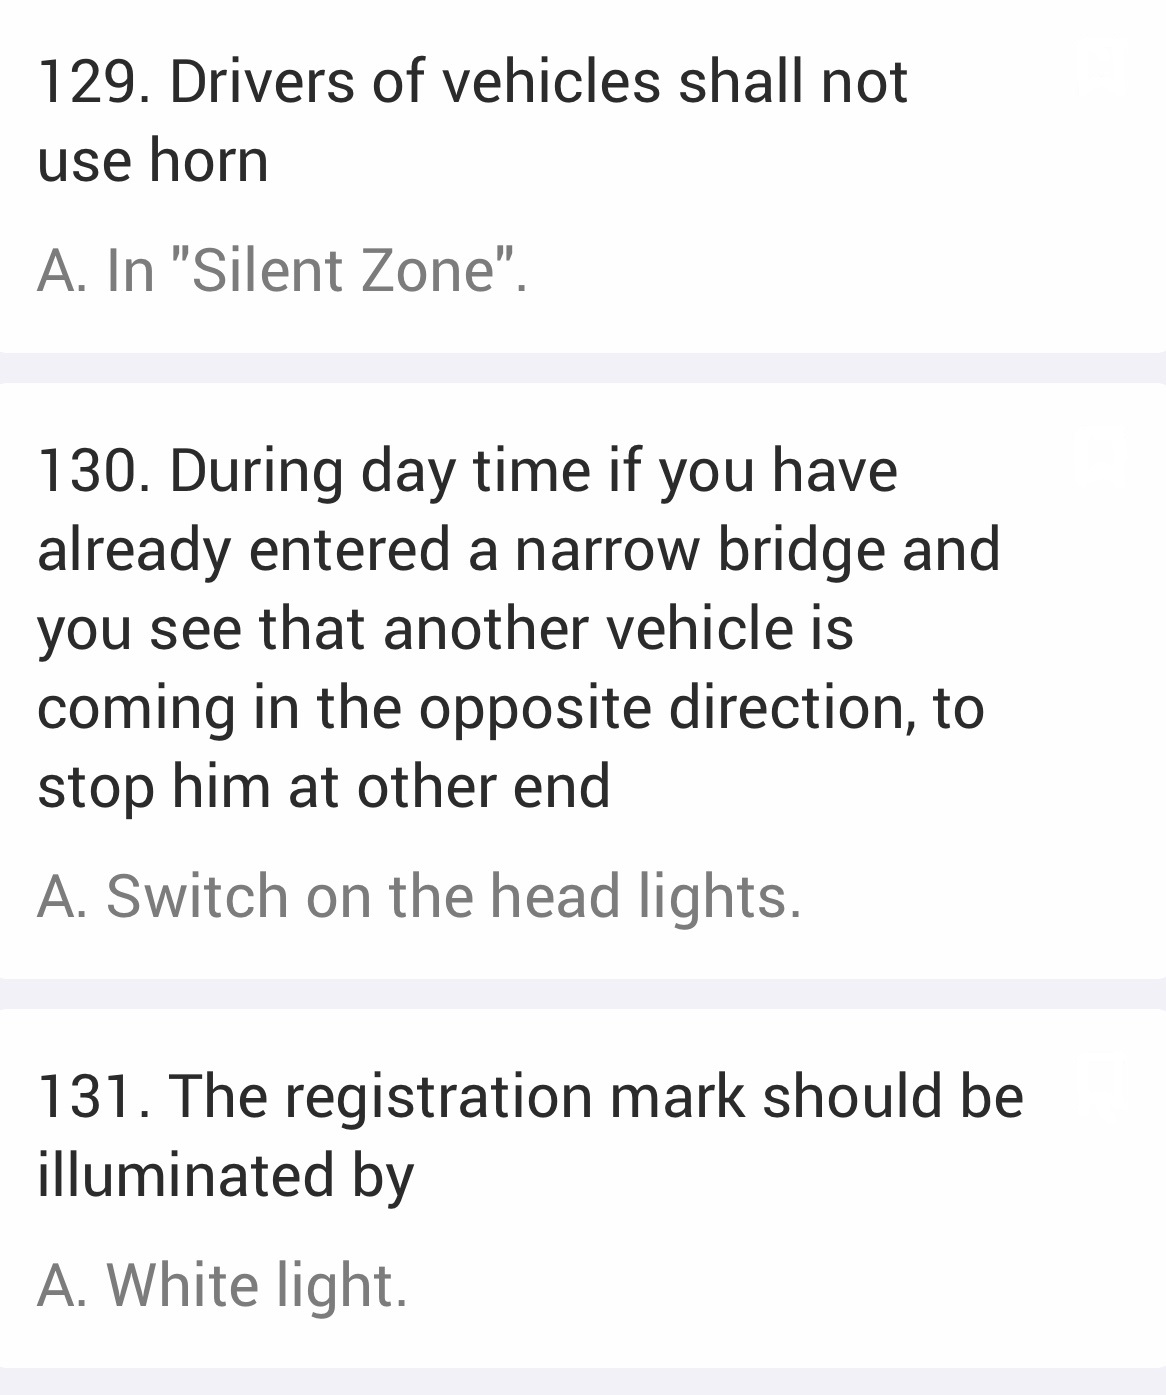 129. Drivers of vehicles shall not
use horn
A. In "Silent Zone".
130. During day time if you have
already entered a narrow bridge and
you see that another vehicle is
coming in the opposite direction, to
stop him at other end
A. Switch on the head lights.
131. The registration mark should be
illuminated by
A. White light.